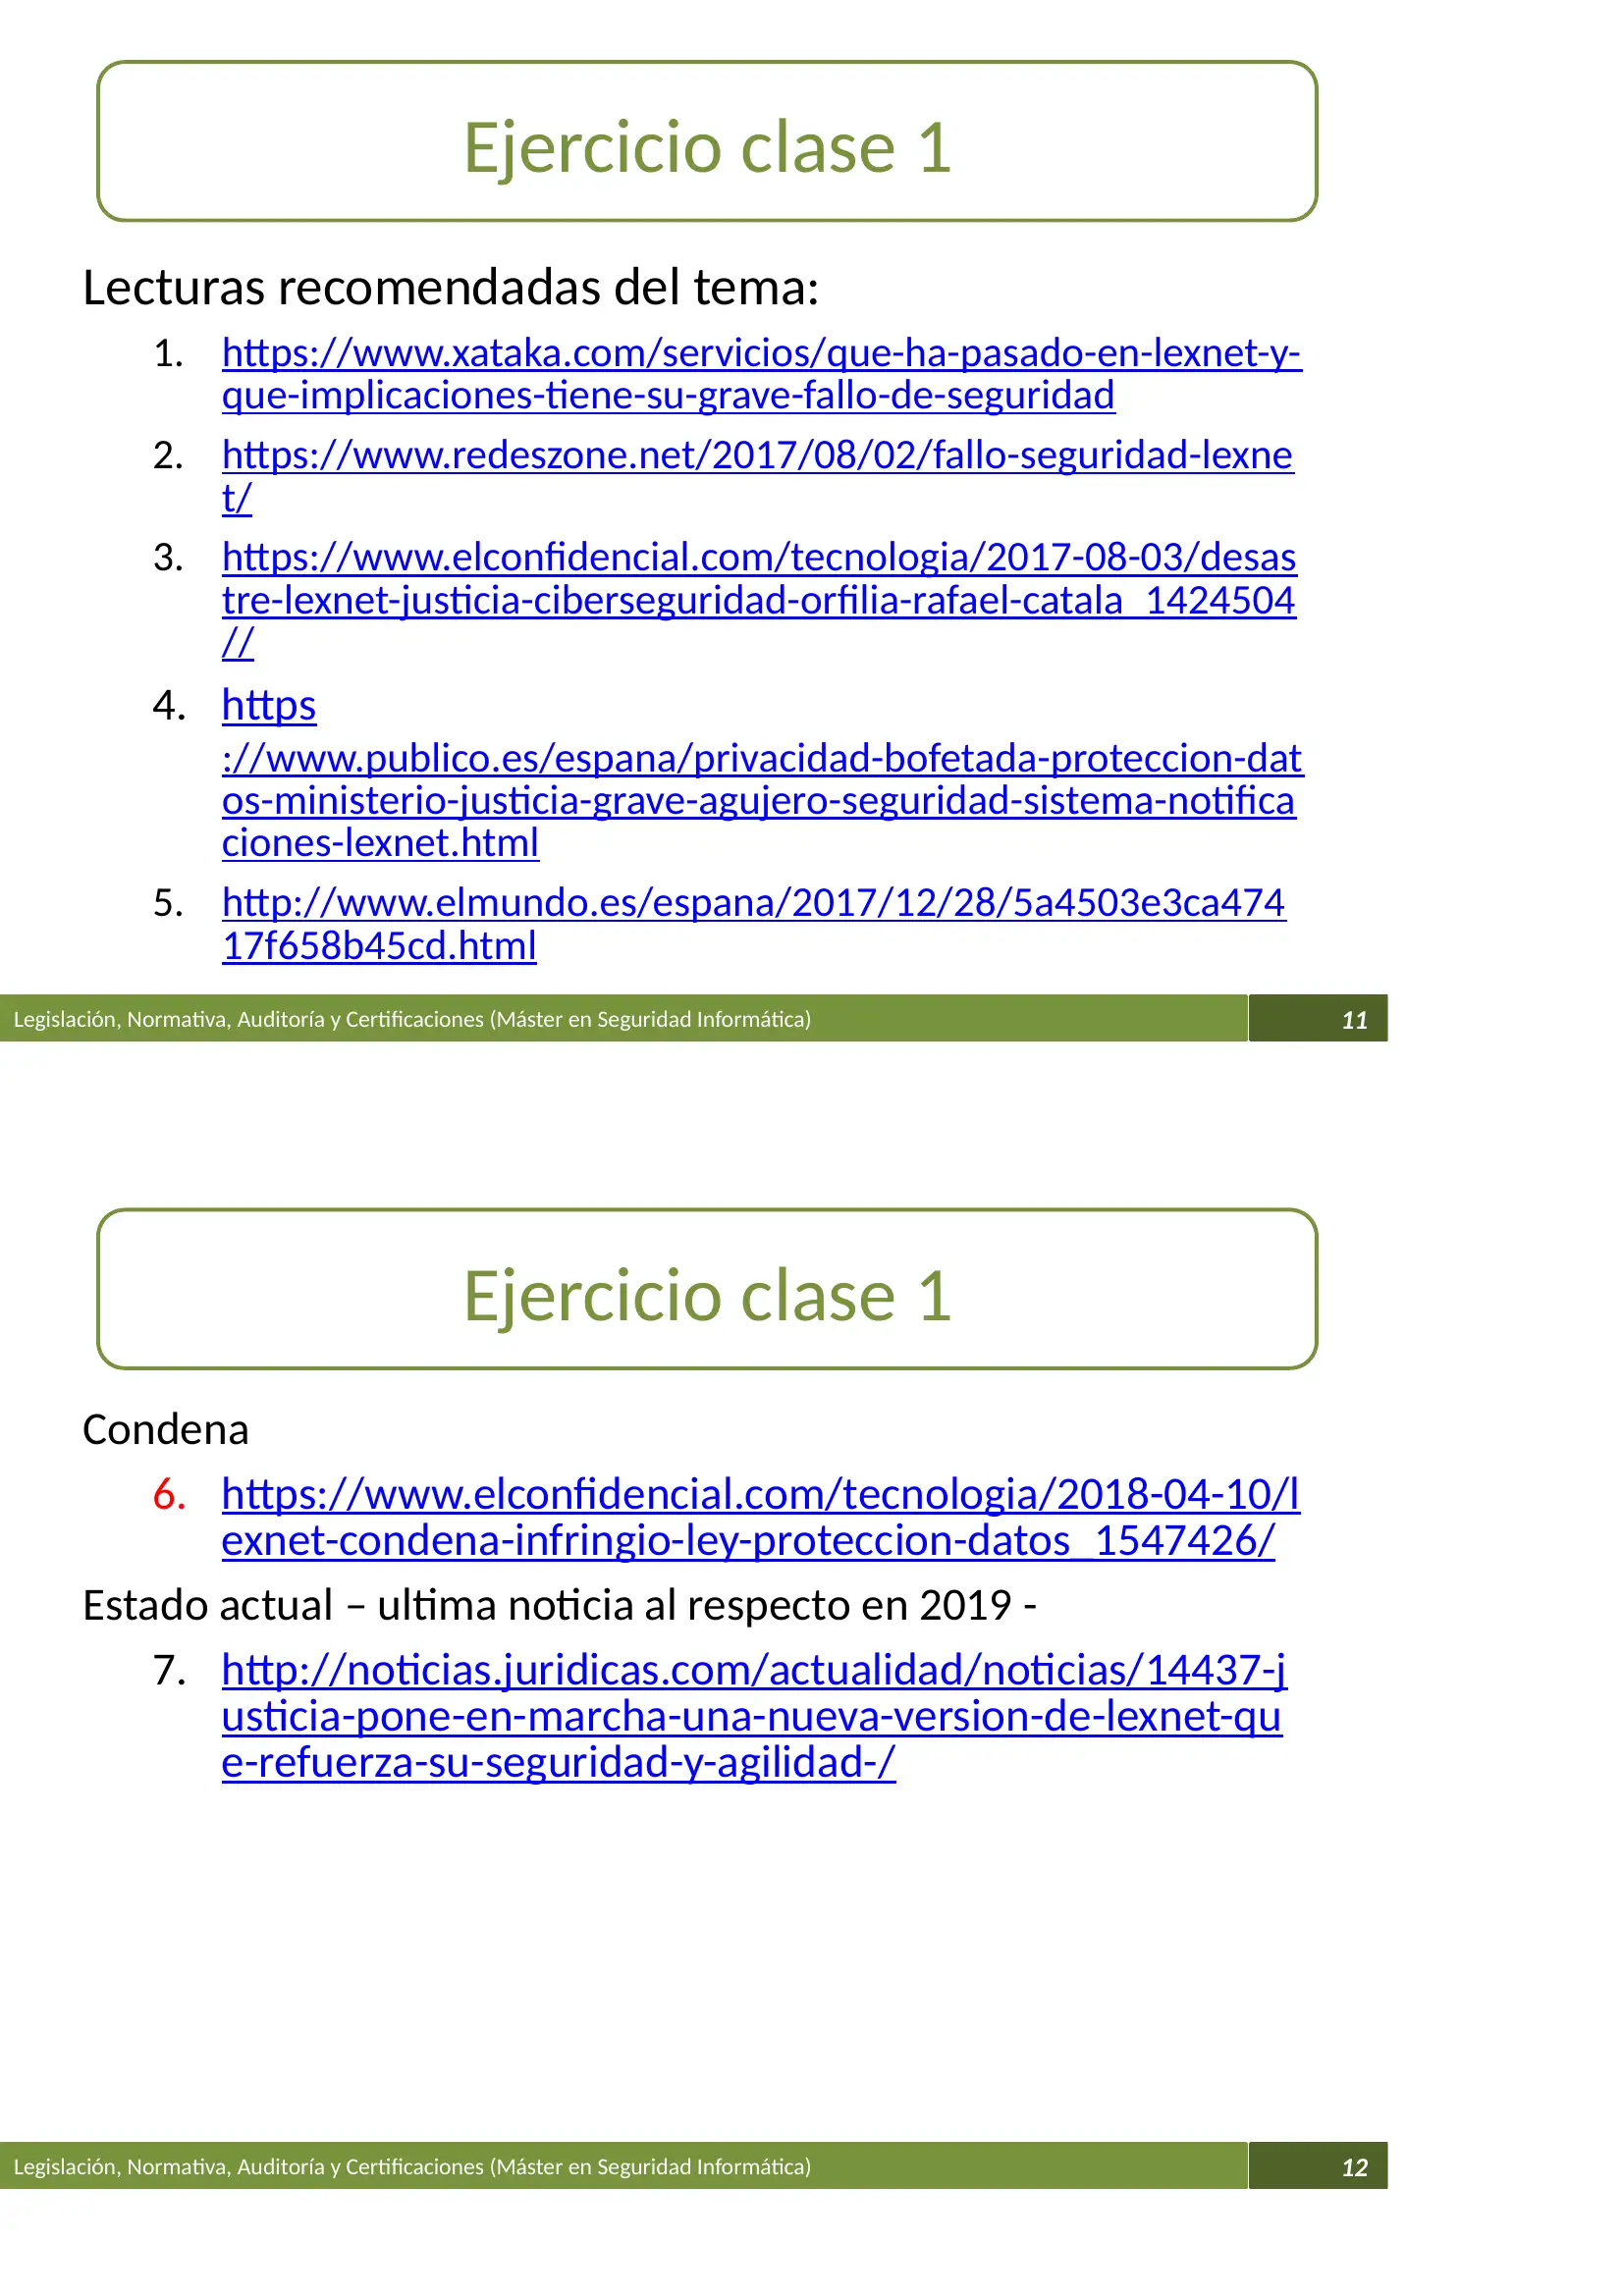 Ejercicio clase 1
Lecturas recomendadas del tema:
1. https://www.xataka.com/servicios/que-ha-pasado-en-lexnet-y-
que-implicaciones-tiene-su-grave-fallo-de-seguridad
2. https://www.redeszone.net/2017/08/02/fallo-seguridad-lexne
t/
3. https://www.elconfidencial.com/tecnologia/2017-08-03/desas
tre-lexnet-justicia-ciberseguridad-orfilia-rafael-catala_1424504
//
4. https
://www.publico.es/espana/privacidad-bofetada-proteccion-dat
os-ministerio-justicia-grave-agujero-seguridad-sistema-notifica
ciones-lexnet.html
5. http://www.elmundo.es/espana/2017/12/28/5a4503e3ca474
17f658b45cd.html
Legislación, Normativa, Auditoría y Certificaciones (Máster en Seguridad Informática) 11
Ejercicio clase 1
Condena
6. https://www.elconfidencial.com/tecnologia/2018-04-10/l
exnet-condena-infringio-ley-proteccion-datos_1547426/
Estado actual – ultima noticia al respecto en 2019 -
7. http://noticias.juridicas.com/actualidad/noticias/14437-j
usticia-pone-en-marcha-una-nueva-version-de-lexnet-qu
e-refuerza-su-seguridad-y-agilidad-/
Legislación, Normativa, Auditoría y Certificaciones (Máster en Seguridad Informática) 12